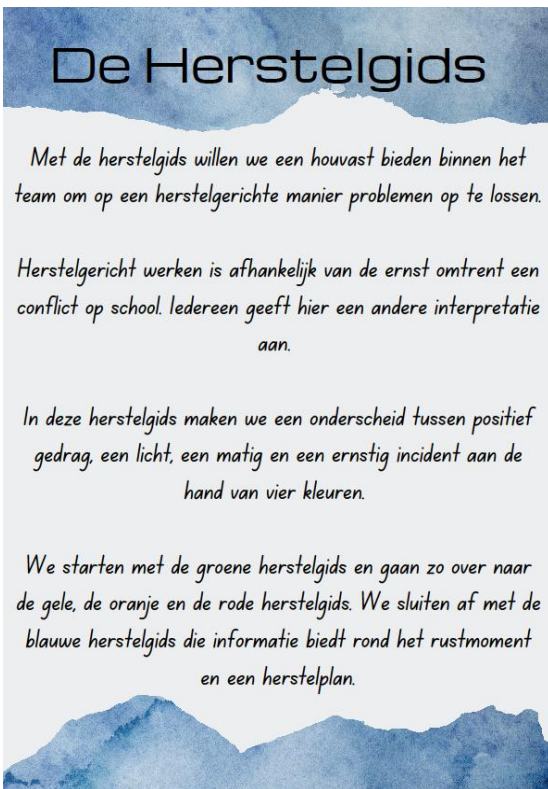 De Herstelgids
Met de herstelgids willen we een houvast bieden binnen het
team om op een herstelgerichte manier problemen op te lossen.
Herstelgericht werken is afhankelijk van de ernst omtrent een
conflict op school. Iedereen geeft hier een andere interpretatie
aan.
In deze herstelgids maken we een onderscheid tussen positief
gedrag, een licht, een matig en een ernstig incident aan de
hand van vier kleuren.
We starten met de groene herstelgids en gaan zo over naar
de gele, de oranje en de rode herstelgids. We sluiten af met de
blauwe herstelgids die informatie biedt rond het rustmoment
en een herstelplan.